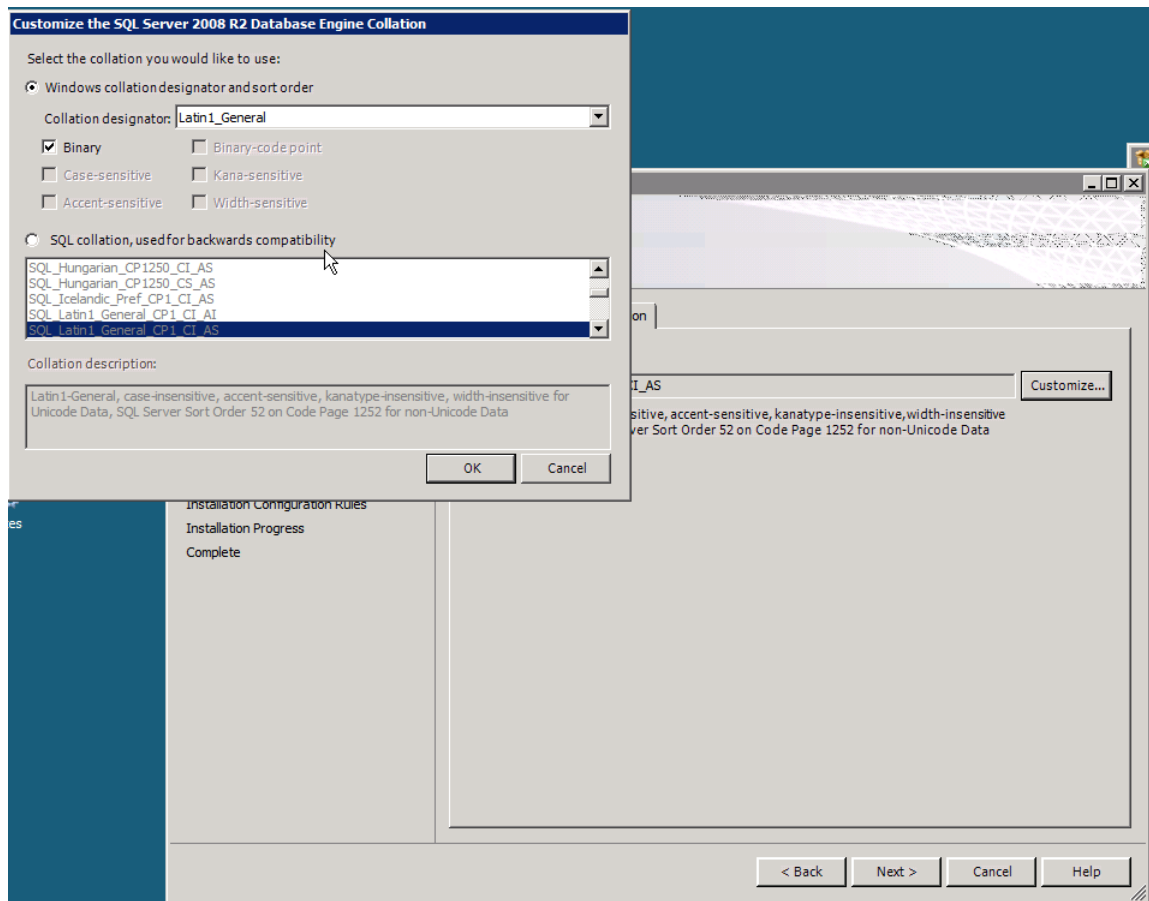 Customize the SQL Server 2008 R2 Database Engine Collation
Select the collation you would like to use:
Windows collation designator and sort order
Collation designator: Latin1_General
Binary
Binary-code point
Case-sensitive
Kana-sensitive
Accent-sensitive
Width-sensitive
SQL collation, used for backwards compatibility
SQL_Hungarian_CP1250_CI_AS
SQL_Hungarian_CP1250_CS_AS
SQL_Icelandic_Pref_CP1_CI_AS
SQL_Latin1_General_CP1_CI_AI
SQL_Latin1_General_CP1_CI_AS
Collation description:
Latin1-General, case-insensitive, accent-sensitive, kanatype-insensitive, width-insensitive for
Unicode Data, SQL Server Sort Order 52 on Code Page 1252 for non-Unicode Data
OK
Cancel
on
CI_AS
Customize...
sitive, accent-sensitive, kanatype-insensitive, width-insensitive
ver Sort Order 52 on Code Page 1252 for non-Unicode Data
es
Installation Configuration Rules
Installation Progress
Complete
< Back
Next >
Cancel
Help